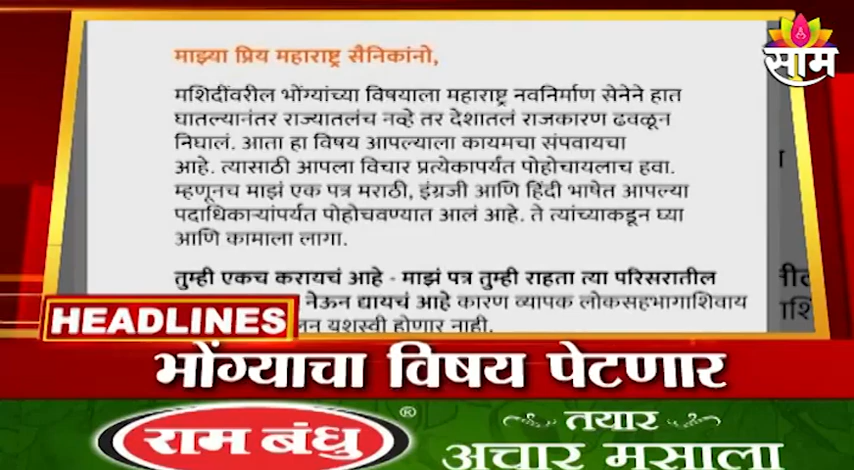 साम
माझ्या प्रिय महाराष्ट्र सैनिकांनो,
मशिदींवरील भोंग्यांच्या विषयाला महाराष्ट्र नवनिर्माण सेनेने हात
घातल्यानंतर राज्यातलंच नव्हे तर देशातलं राजकारण ढवळून
निघालं. आता हा विषय आपल्याला कायमचा संपवायचा
आहे. त्यासाठी आपला विचार प्रत्येकापर्यंत पोहोचायलाच हवा.
म्हणूनच माझं एक पत्र मराठी, इंग्रजी आणि हिंदी भाषेत आपल्या
पदाधिकाऱ्यांपर्यंत पोहोचवण्यात आलं आहे. ते त्यांच्याकडून घ्या
आणि कामाला लागा.
तुम्ही एकच करायचं आहे - माझं पत्र तुम्ही राहता त्या परिसरातील
नेऊन द्यायचं आहे कारण व्यापक लोकसहभागाशिवाय
यशस्वी होणार नाही.
HEADLINES
भोंग्याचा विषय पेटणार
राम बंधु ®
तयार
अचार मसाला